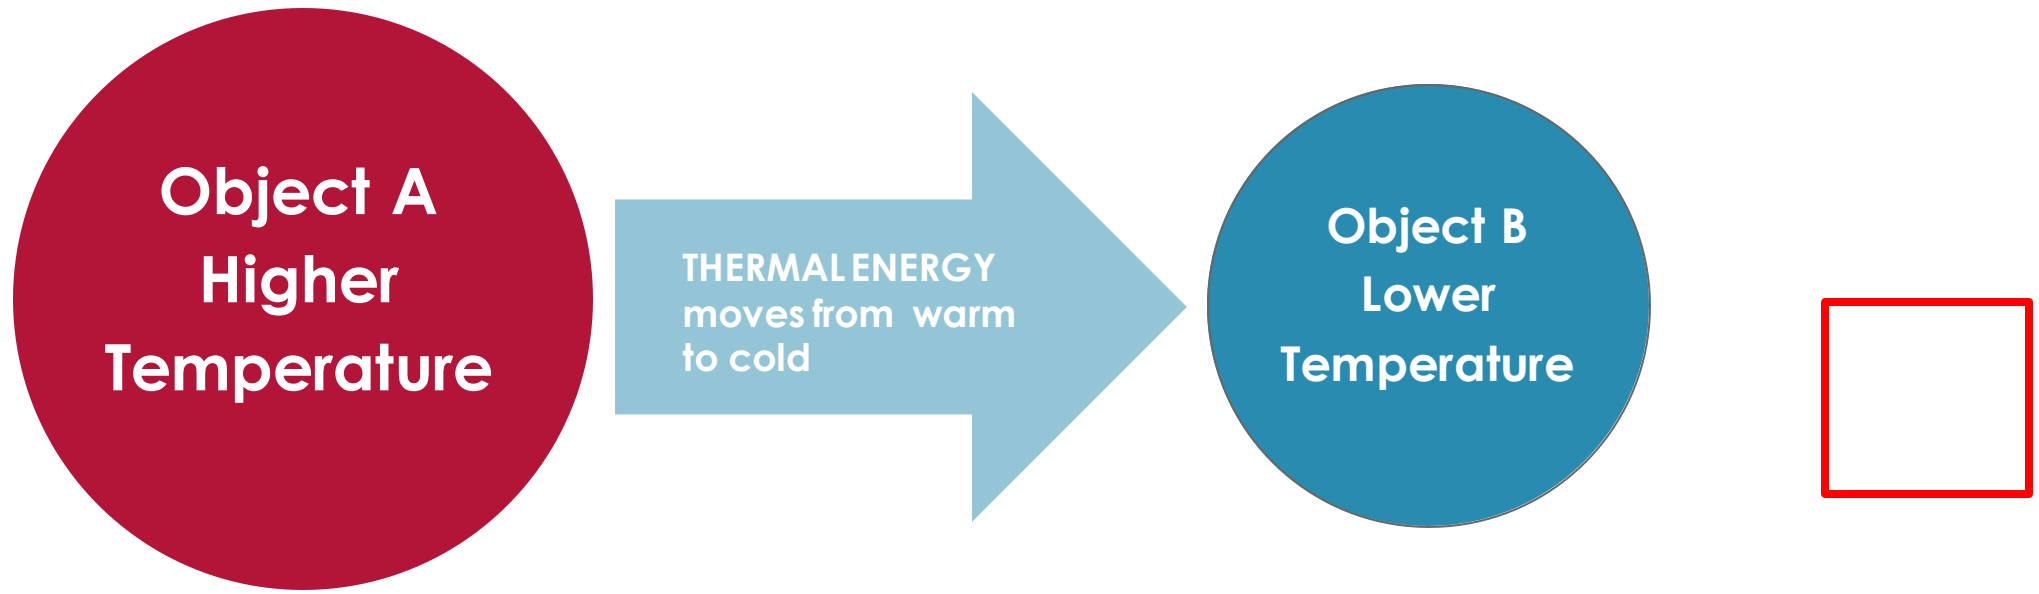 Object A
Higher
Temperature
THERMAL ENERGY
moves from warm
to cold
Object B
Lower
Temperature